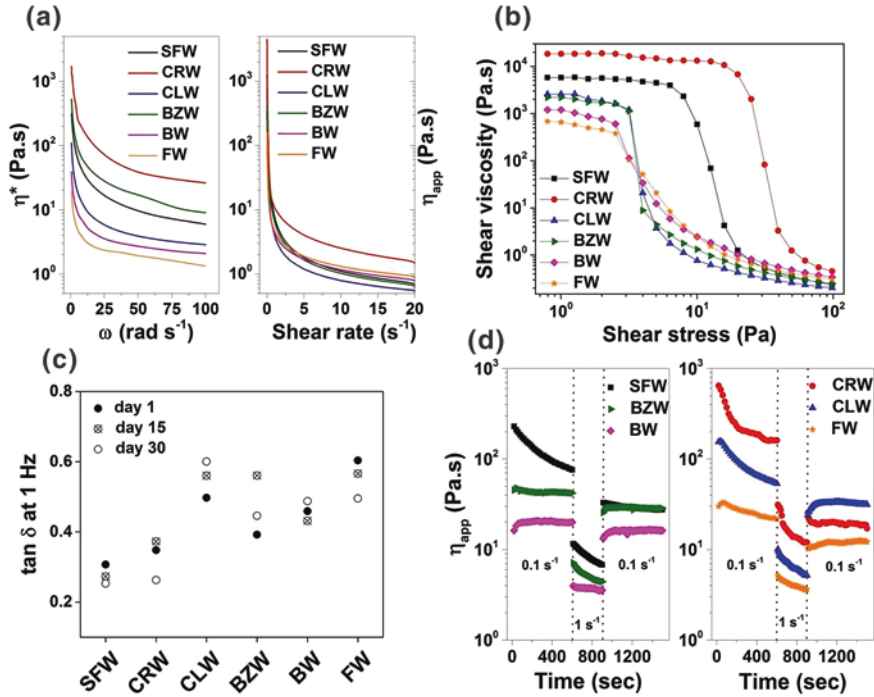 (a)
SFW
CRW
CLW
BZW
BW
FW
10³
10²
10¹
10⁰
η* (Pa.s)
0 25 50 75 100
ω (rad s⁻¹)
SFW
CRW
CLW
BZW
BW
FW
0 5 10 15 20
Shear rate (s⁻¹)
ηapp (Pa.s)
(b)
10⁴
10³
10²
10¹
10⁰
Shear viscosity (Pa.s)
SFW
CRW
CLW
BZW
BW
FW
10⁰ 10¹ 10²
Shear stress (Pa)
(c)
0.8
0.6
0.4
0.2
tan δ at 1 Hz
day 1
day 15
day 30
SFW CRW CLW BZW BW FW
(d)
10³
10²
10¹
10⁰
ηapp (Pa.s)
SFW
BZW
BW
0.1 s⁻¹
1 s⁻¹
0.1 s⁻¹
0 400 800 1200
Time (sec)
CRW
CLW
FW
10³
10²
10¹
10⁰
0.1 s⁻¹
1 s⁻¹
0.1 s⁻¹
0 400 800 1200
Time (sec)